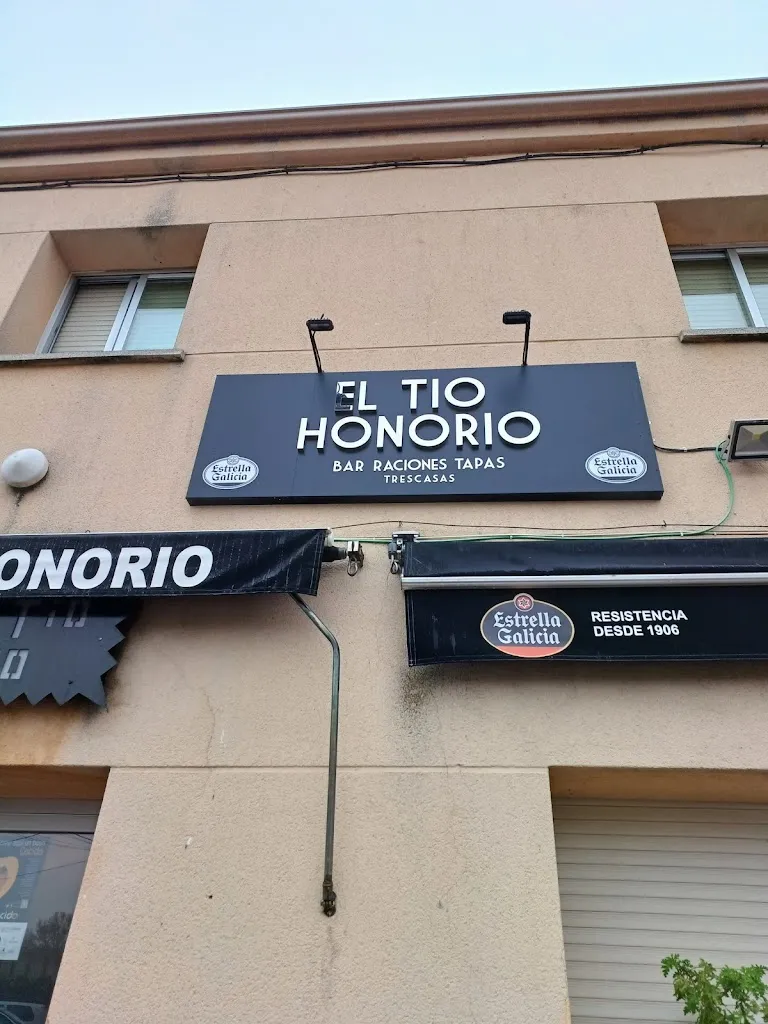 EL TIO
HONORIO
BAR RACIONES TAPAS
TRESCASAS
Estrella
Galicia
Estrella
Galicia
ONORIO
Estrella
Galicia
RESISTENCIA
DESDE 1906